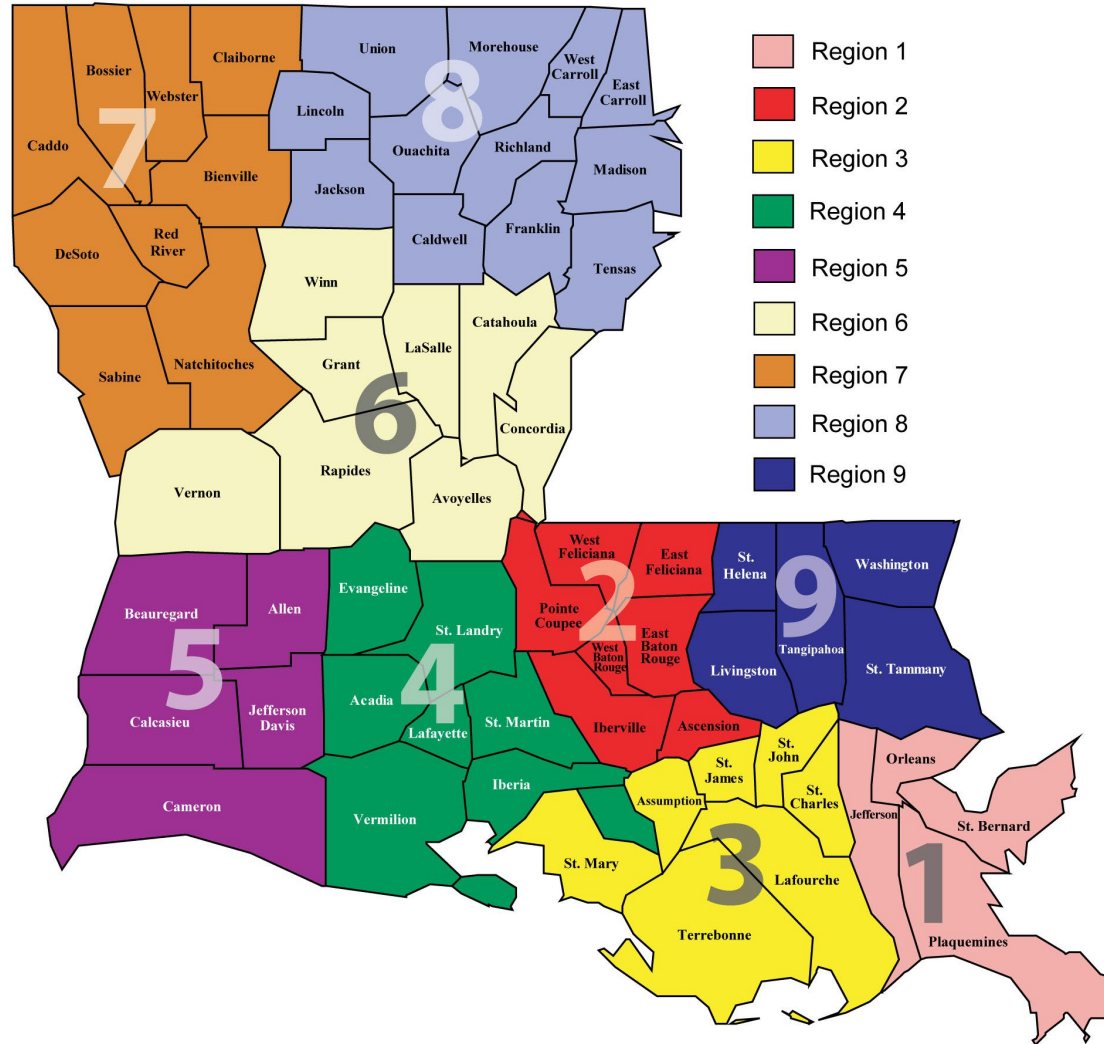 Claiborne
Union
Morehouse
West
Carroll
East
Carroll
Bossier
Webster
Lincoln
8
7
Caddo
Ouachita
Richland
Madison
Bienville
Jackson
Red
River
DeSoto
Caldwell
Franklin
Tensas
Winn
Catahoula
LaSalle
Grant
Natchitoches
Sabine
6
Concordia
Rapides
Vernon
Avoyelles
West
Feliciana
East
Feliciana
St.
Helena
Washington
2
9
Evangeline
Allen
Beauregard
Pointe
Coupee
St. Landry
East
Baton
Rouge
West
Baton
Rouge
Tangipahoa
Livingston
St. Tammany
5
4
Acadia
Jefferson
Davis
Calcasieu
Lafayette
St. Martin
Iberville
Ascension
St.
John
St.
James
Orleans
Iberia
St.
Charles
Assumption
Cameron
Vermilion
Jefferson
St. Bernard
St. Mary
3
Lafourche
1
Terrebonne
Plaquemines
Region 1
Region 2
Region 3
Region 4
Region 5
Region 6
Region 7
Region 8
Region 9